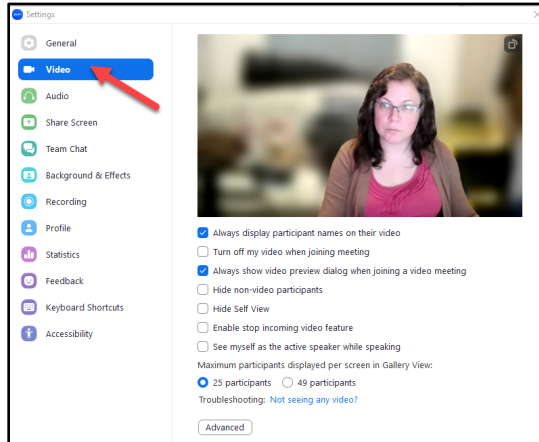 Settings
General
Video
Audio
Share Screen
Team Chat
Background & Effects
Recording
Profile
Statistics
Feedback
Keyboard Shortcuts
Accessibility
Always display participant names on their video
Turn off my video when joining meeting
Always show video preview dialog when joining a video meeting
Hide non-video participants
Hide Self View
Enable stop incoming video feature
See myself as the active speaker while speaking
Maximum participants displayed per screen in Gallery View:
25 participants 49 participants
Troubleshooting: Not seeing any video?
Advanced